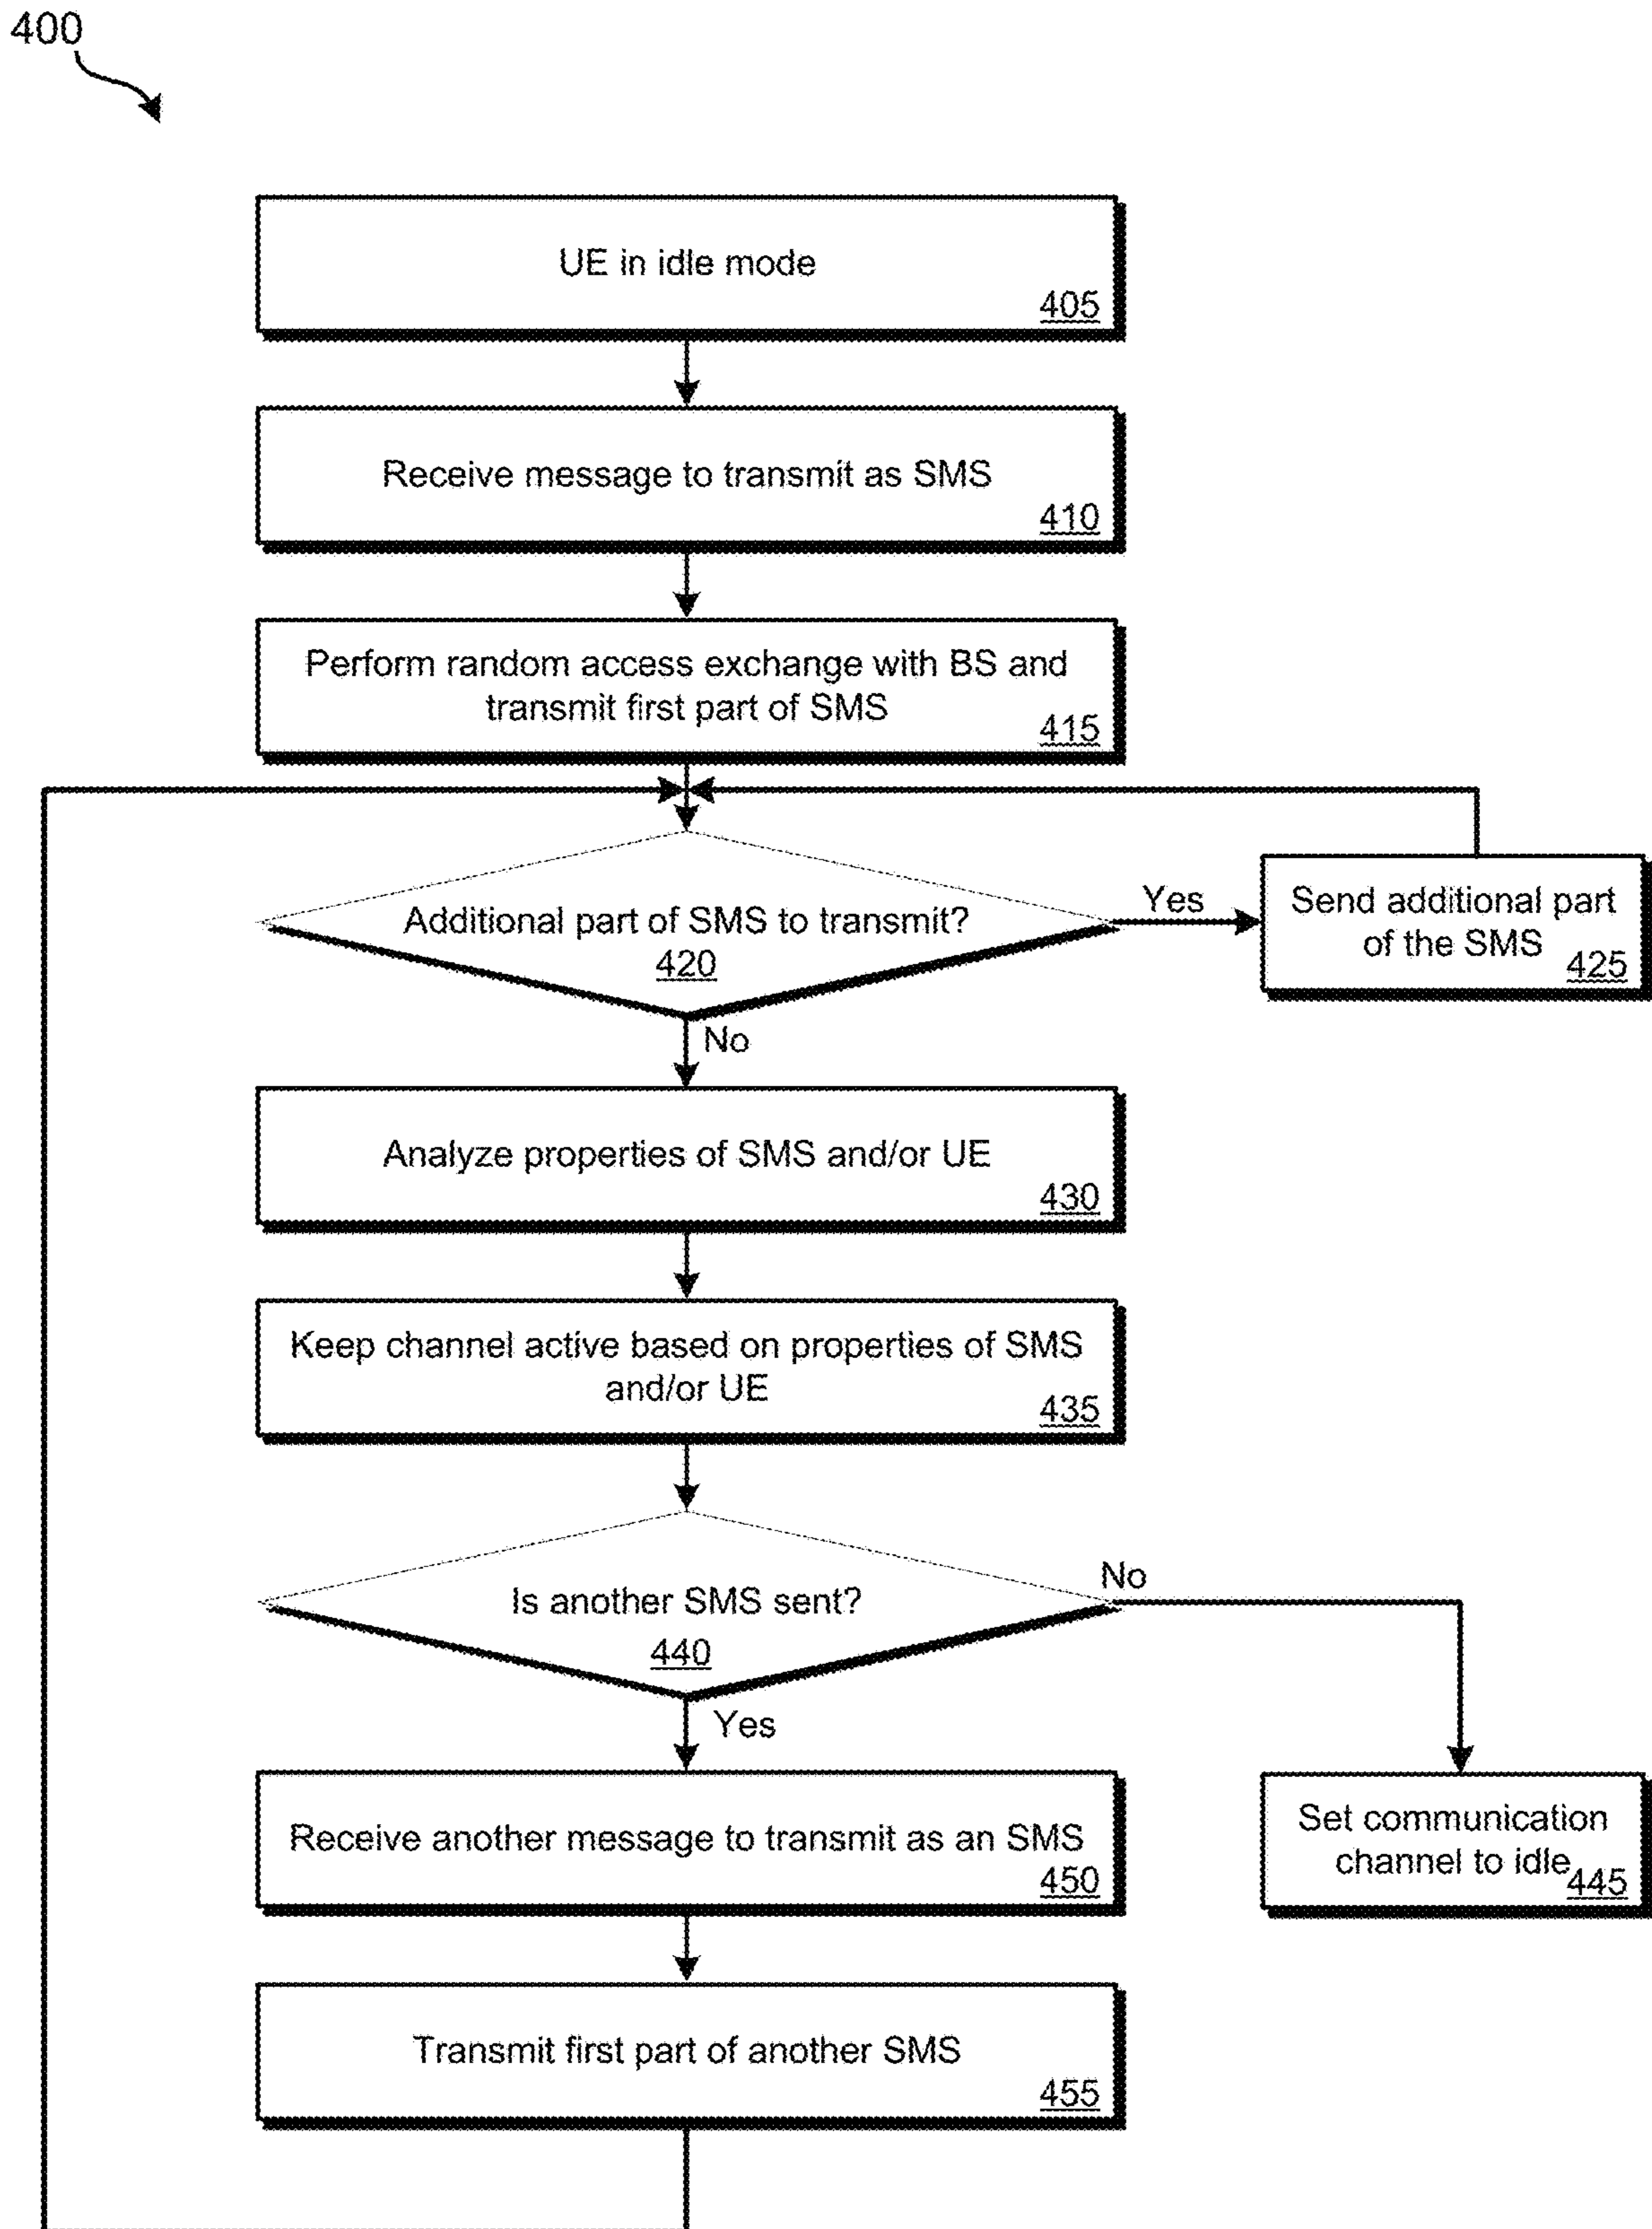 400
UE in idle mode
405
Receive message to transmit as SMS
410
Perform random access exchange with BS and
transmit first part of SMS
415
Additional part of SMS to transmit?
420
Yes
Send additional part
of the SMS
425
No
Analyze properties of SMS and/or UE
430
Keep channel active based on properties of SMS
and/or UE
435
Is another SMS sent?
440
No
Yes
Receive another message to transmit as an SMS
450
Set communication
channel to idle
445
Transmit first part of another SMS
455